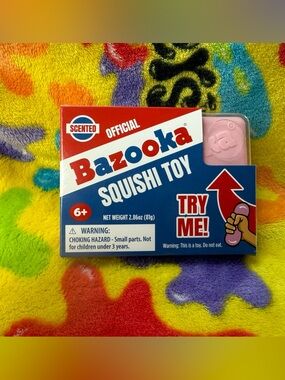 SCENTED
OFFICIAL
Bazooka
SQUISHI TOY
NET WEIGHT 2.86oz (81g)
6+
TRY
ME!
⚠ WARNING:
CHOKING HAZARD - Small parts. Not
for children under 3 years.
Warning: This is a toy. Do not eat.